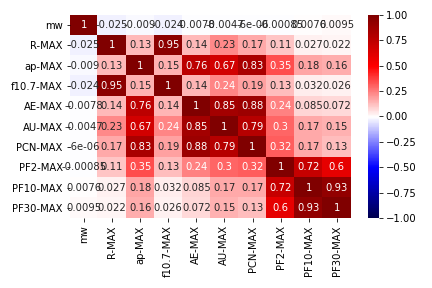 mw 1 -0.025 -0.009 -0.024 -0.0078 -0.0047 -0.00085 0.0076 0.0095
R-MAX -0.025 1 0.13 0.95 0.14 0.23 0.17 0.11 0.027 0.022
ap-MAX -0.009 0.13 1 0.15 0.76 0.67 0.83 0.35 0.18 0.16
f10.7-MAX -0.024 0.95 0.15 1 0.14 0.24 0.19 0.13 0.032 0.026
AE-MAX -0.0078 0.14 0.76 0.14 1 0.85 0.88 0.24 0.085 0.072
AU-MAX -0.0047 0.23 0.67 0.24 0.85 1 0.79 0.3 0.17 0.15
PCN-MAX 0.17 0.83 0.19 0.88 0.79 1 0.32 0.17 0.13
PF2-MAX -0.00085 0.11 0.35 0.13 0.24 0.3 0.32 1 0.72 0.6
PF10-MAX 0.0076 0.027 0.18 0.032 0.085 0.17 0.17 0.72 1 0.93
PF30-MAX 0.0095 0.022 0.16 0.026 0.072 0.15 0.13 0.6 0.93 1
mw
R-MAX
ap-MAX
f10.7-MAX
AE-MAX
AU-MAX
PCN-MAX
PF2-MAX
PF10-MAX
PF30-MAX
1.00
0.75
0.50
0.25
0.00
−0.25
−0.50
−0.75
−1.00